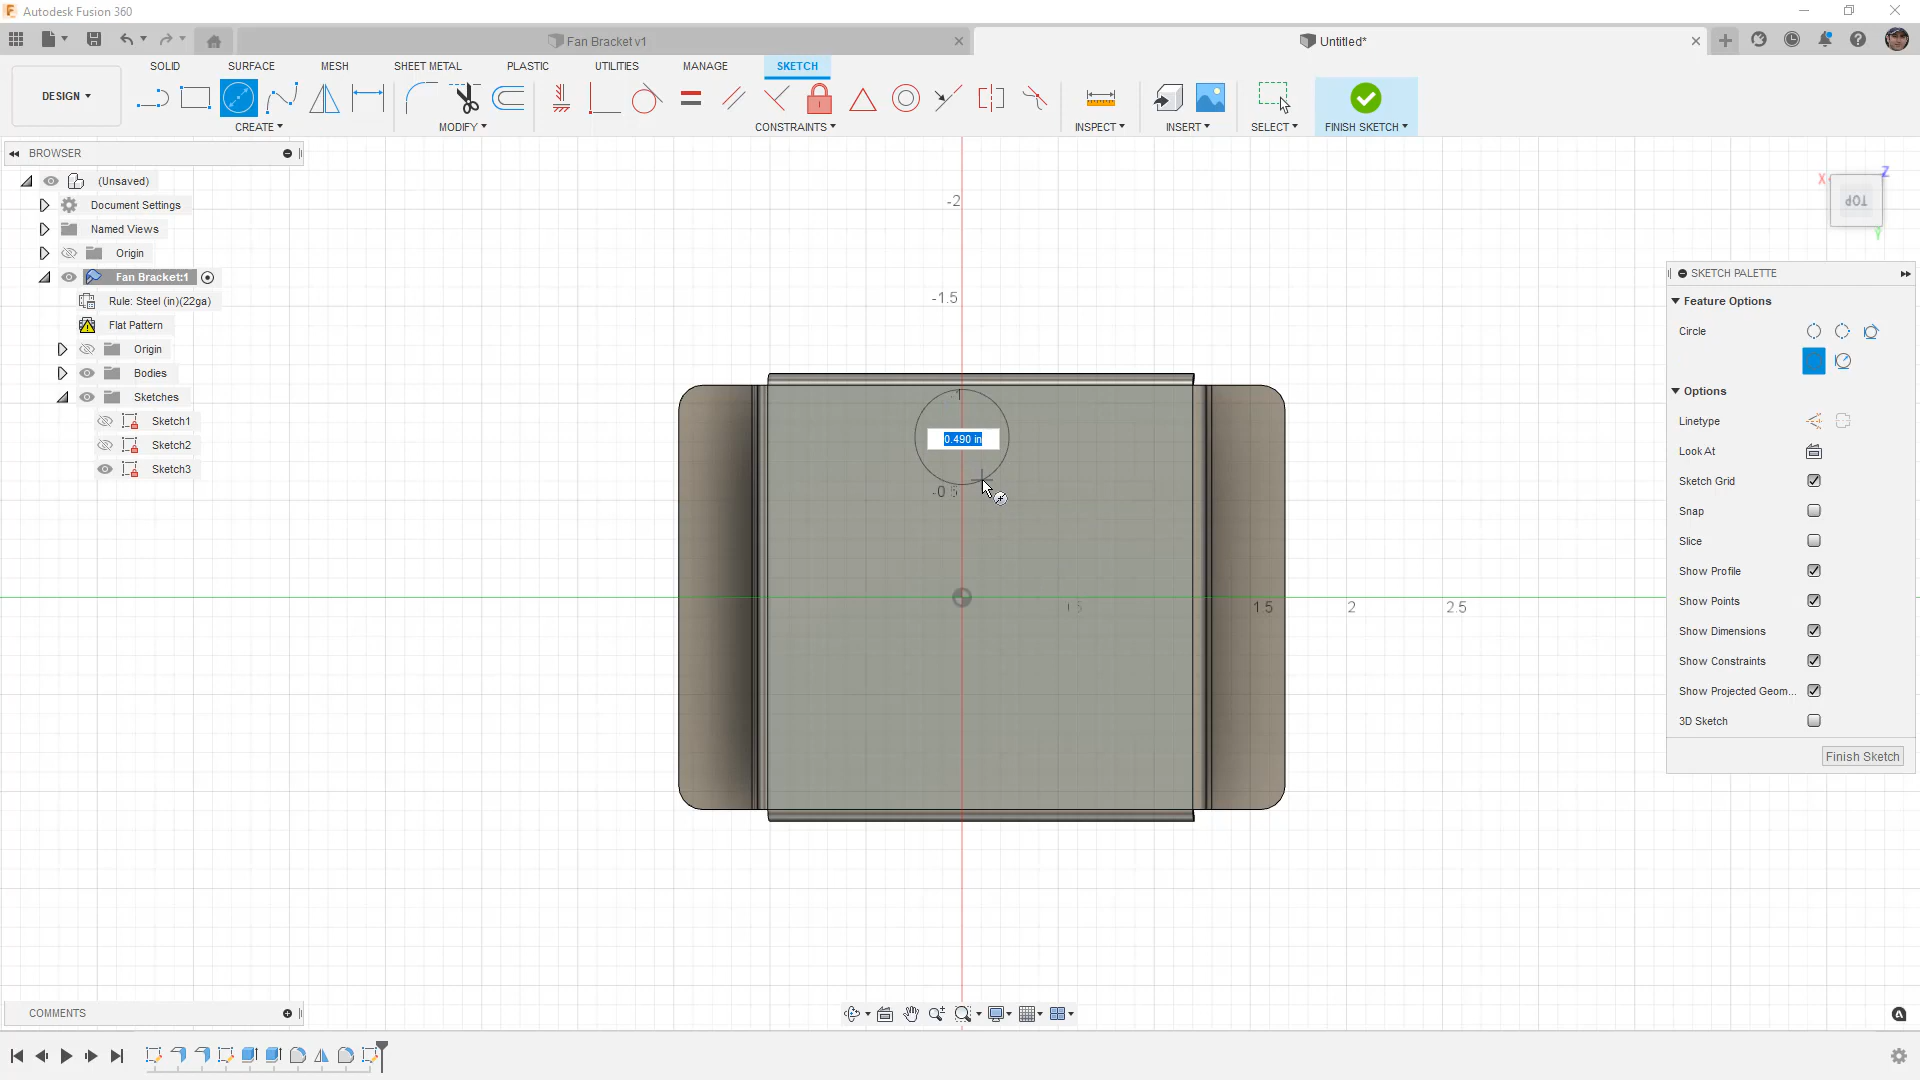 Autodesk Fusion 360
Fan Bracket v1
Untitled*
DESIGN
SOLID
SURFACE
MESH
SHEET METAL
PLASTIC
UTILITIES
MANAGE
SKETCH
CREATE
MODIFY
CONSTRAINTS
INSPECT
INSERT
SELECT
FINISH SKETCH
BROWSER
(Unsaved)
Document Settings
Named Views
Origin
Fan Bracket:1
Rule: Steel (in)(22ga)
Flat Pattern
Origin
Bodies
Sketches
Sketch1
Sketch2
Sketch3
-2
-1.5
-1
0.490 in
-0.5
0.5
1.5
2
2.5
X
Z
TOP
Y
SKETCH PALETTE
Feature Options
Circle
Options
Linetype
Look At
Sketch Grid
Snap
Slice
Show Profile
Show Points
Show Dimensions
Show Constraints
Show Projected Geom...
3D Sketch
Finish Sketch
COMMENTS